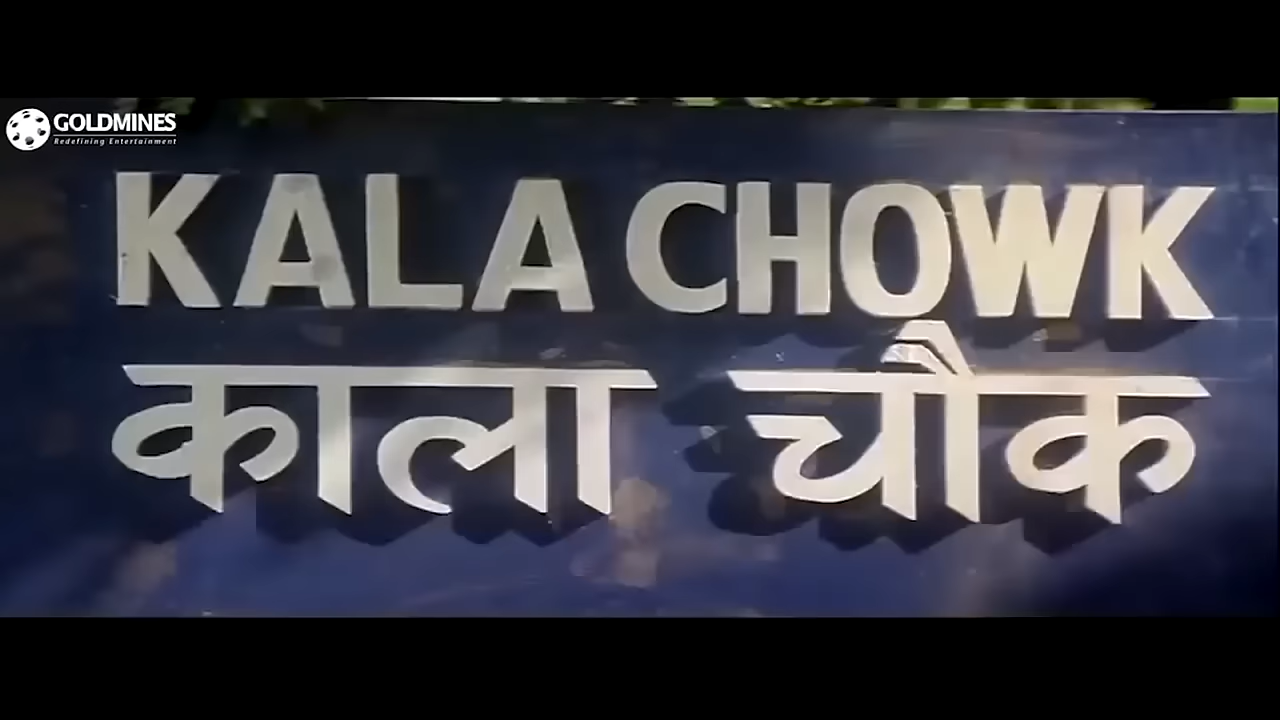 GOLDMINES
Redefining Entertainment
KALA CHOWK
काला चौक